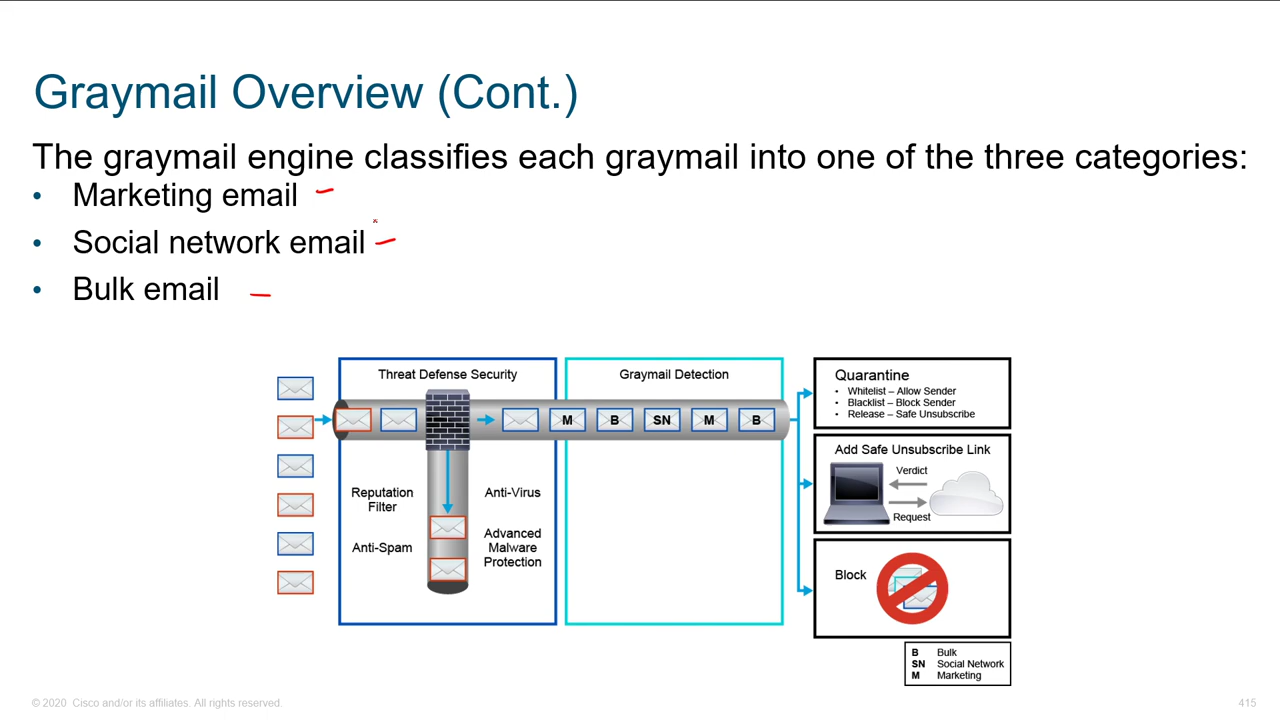 Graymail Overview (Cont.)
The graymail engine classifies each graymail into one of the three categories:
• Marketing email
• Social network email
• Bulk email
Threat Defense Security
Graymail Detection
M B SN M B
Reputation
Filter
Anti-Virus
Anti-Spam
Advanced
Malware
Protection
Quarantine
• Whitelist – Allow Sender
• Blacklist – Block Sender
• Release – Safe Unsubscribe
Add Safe Unsubscribe Link
Verdict
Request
Block
B Bulk
SN Social Network
M Marketing
© 2020 Cisco and/or its affiliates. All rights reserved.
415